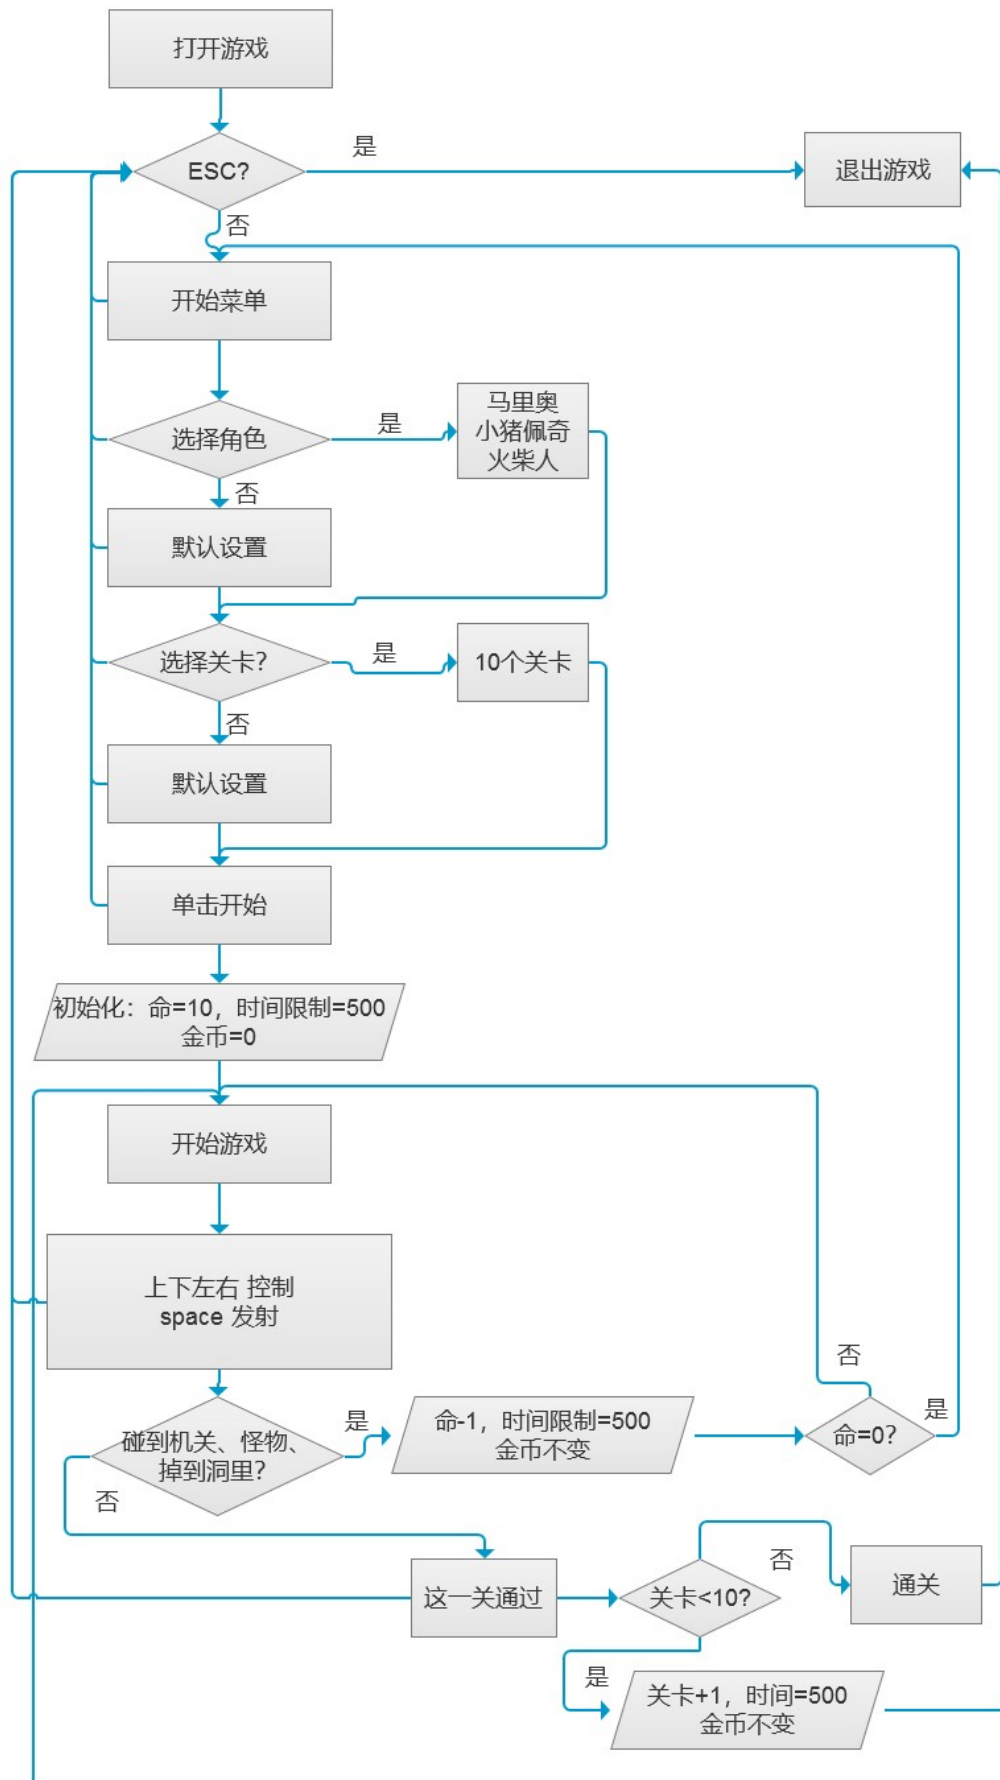 打开游戏
是
ESC?
退出游戏
否
开始菜单
马里奥
小猪佩奇
火柴人
是
选择角色
否
默认设置
选择关卡?
是
10个关卡
否
默认设置
单击开始
初始化：命=10，时间限制=500
金币=0
开始游戏
上下左右 控制
space 发射
否
碰到机关、怪物、
掉到洞里?
是
命-1，时间限制=500
金币不变
命=0?
是
否
这一关通过
关卡<10?
否
通关
是
关卡+1，时间=500
金币不变